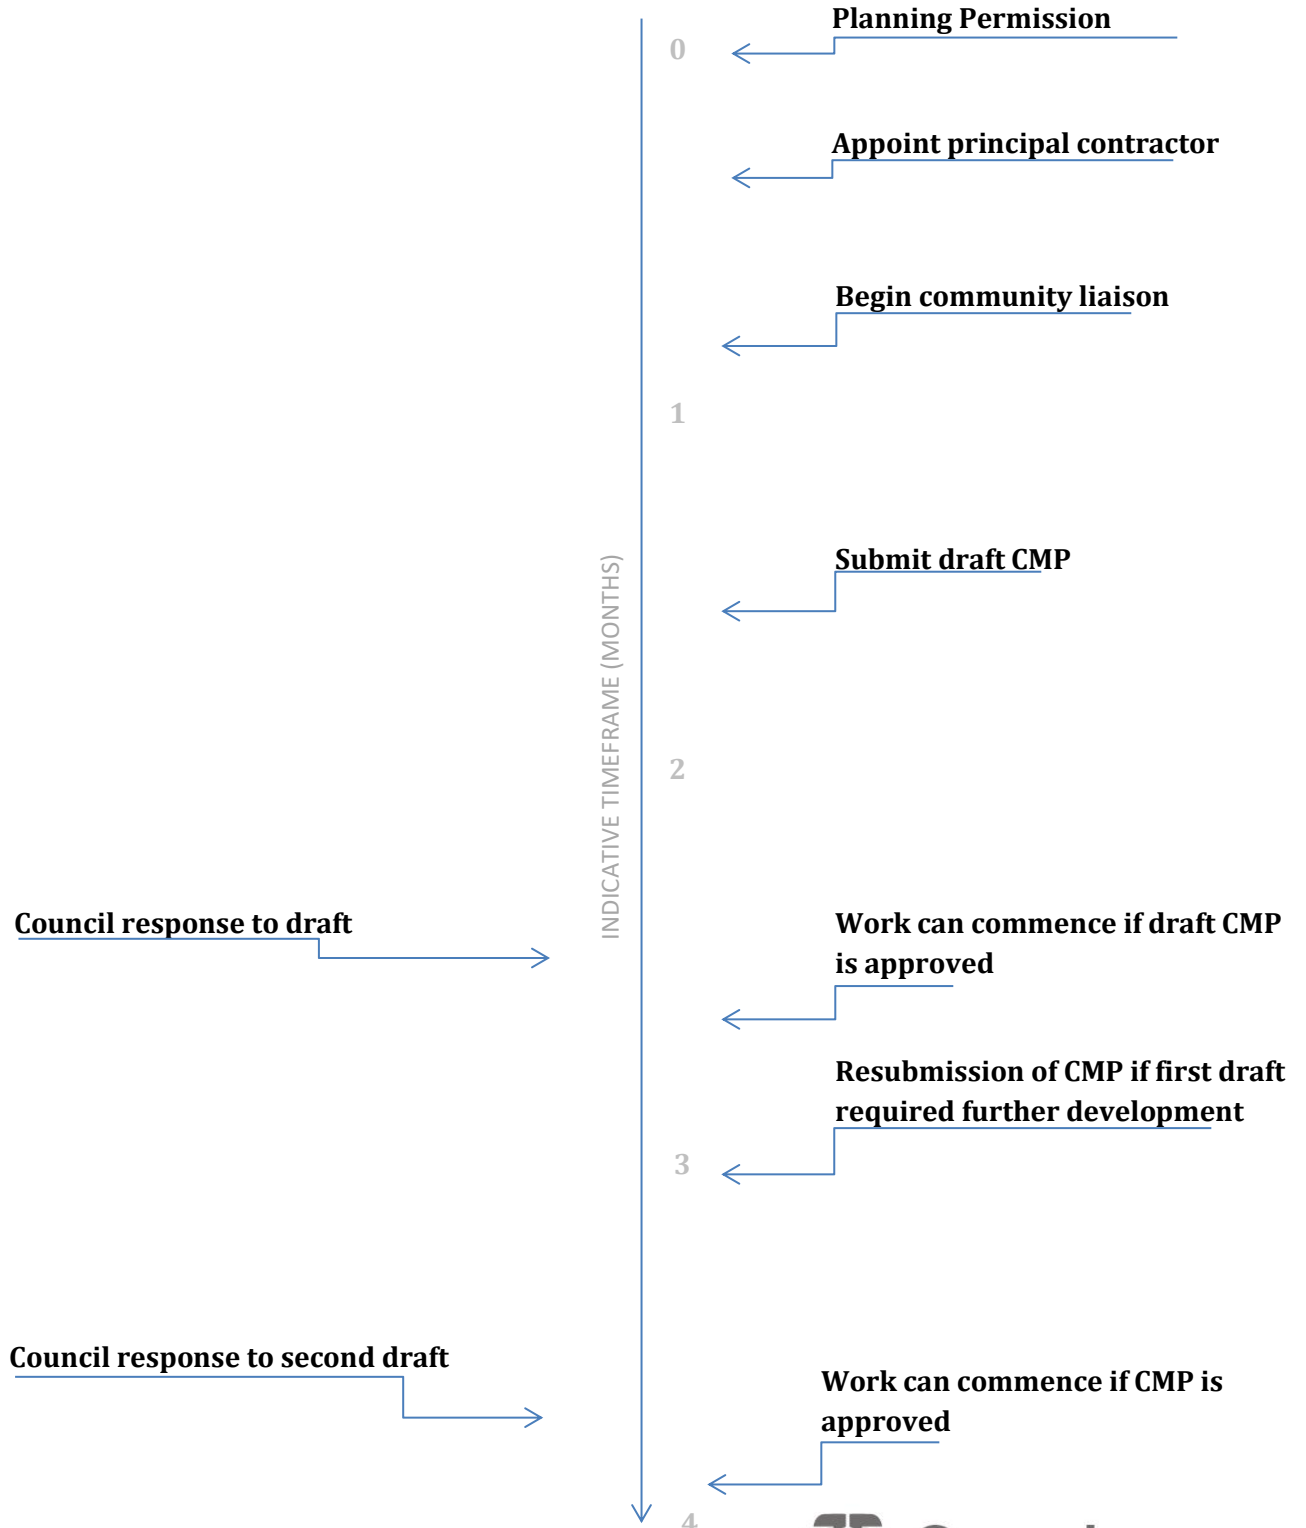 Planning Permission
0
Appoint principal contractor
Begin community liaison
1
Submit draft CMP
INDICATIVE TIMEFRAME (MONTHS)
2
Council response to draft
Work can commence if draft CMP
is approved
Resubmission of CMP if first draft
required further development
3
Council response to second draft
Work can commence if CMP is
approved
4